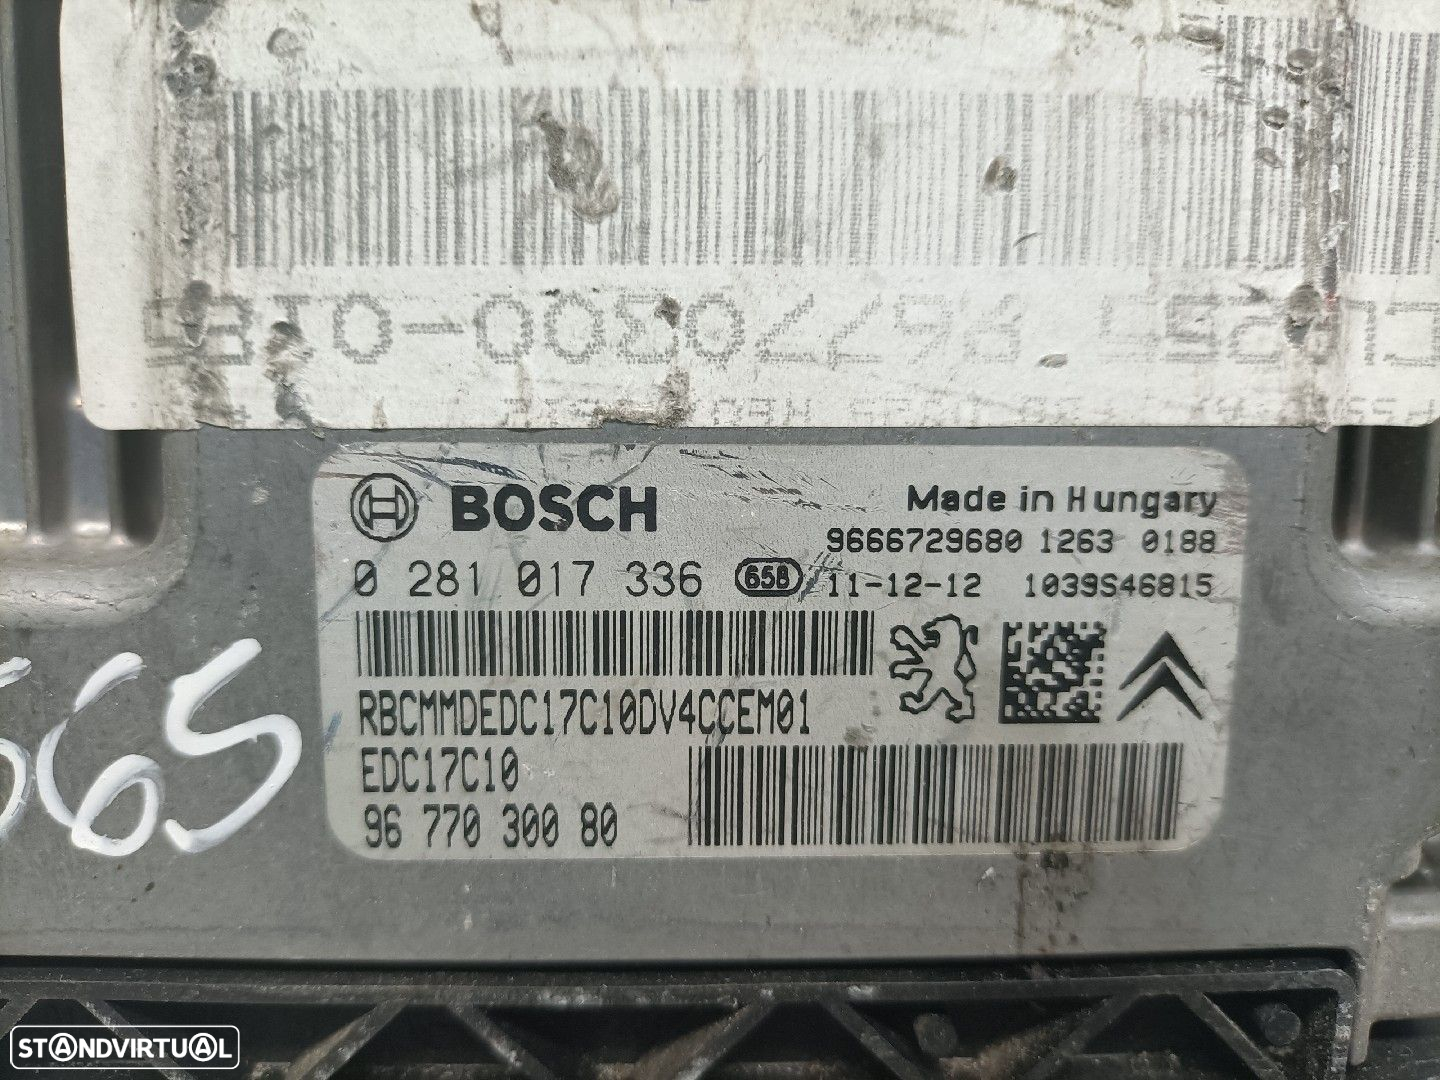 BOSCH
Made in Hungary
9666729680 1263 0188
0 281 017 336 658 11-12-12 1039S46815
RBCMMDEDC17C10DV4CCEM01
EDC17C10
96 770 300 80
65
STANDVIRTUAL